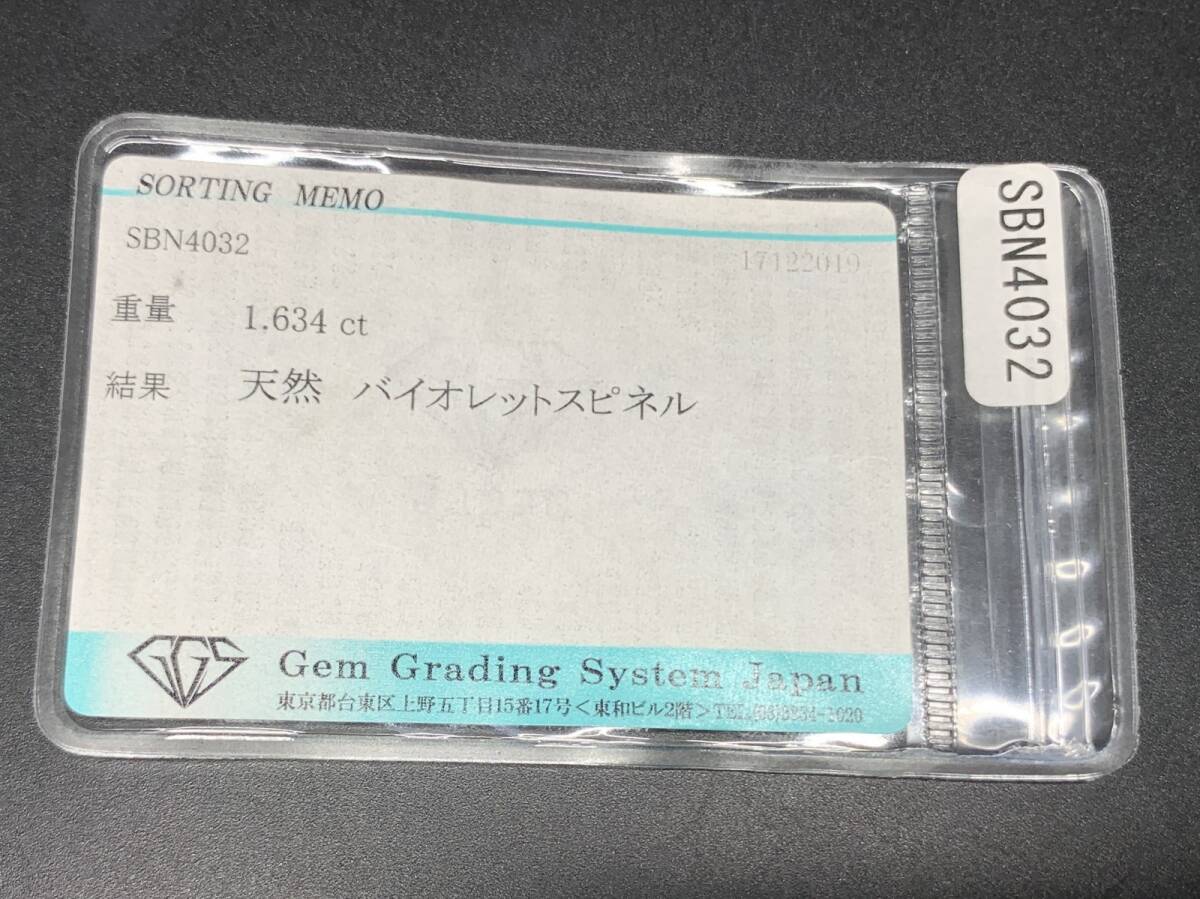 SORTING MEMO
SBN4032
17122019
重量 1.634 ct
結果 天然 バイオレットスピネル
GGS
Gem Grading System Japan
東京都台東区上野五丁目15番17号<東和ビル2階>TEL.
SBN4032